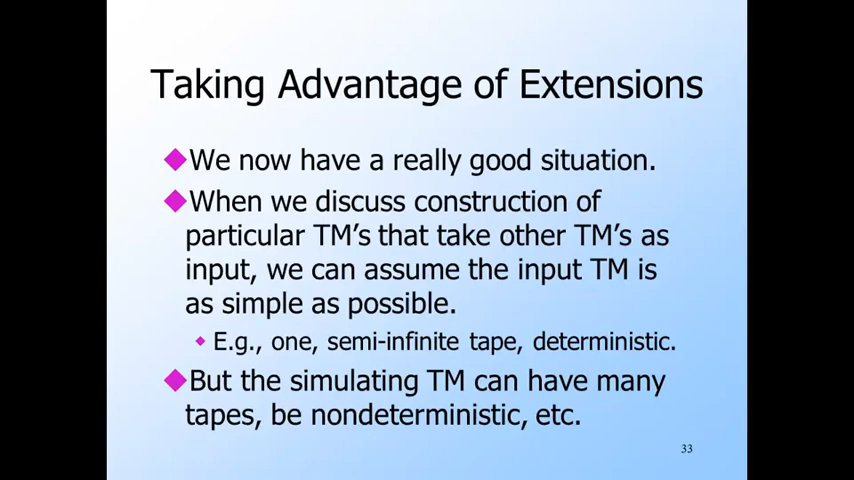 Taking Advantage of Extensions
We now have a really good situation.
When we discuss construction of
particular TM’s that take other TM’s as
input, we can assume the input TM is
as simple as possible.
E.g., one, semi-infinite tape, deterministic.
But the simulating TM can have many
tapes, be nondeterministic, etc.
33